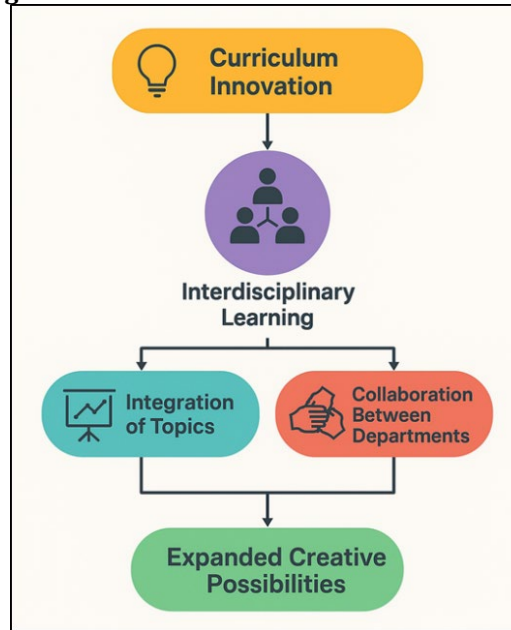 Curriculum
Innovation
Interdisciplinary
Learning
Integration
of Topics
Collaboration
Between
Departments
Expanded Creative
Possibilities